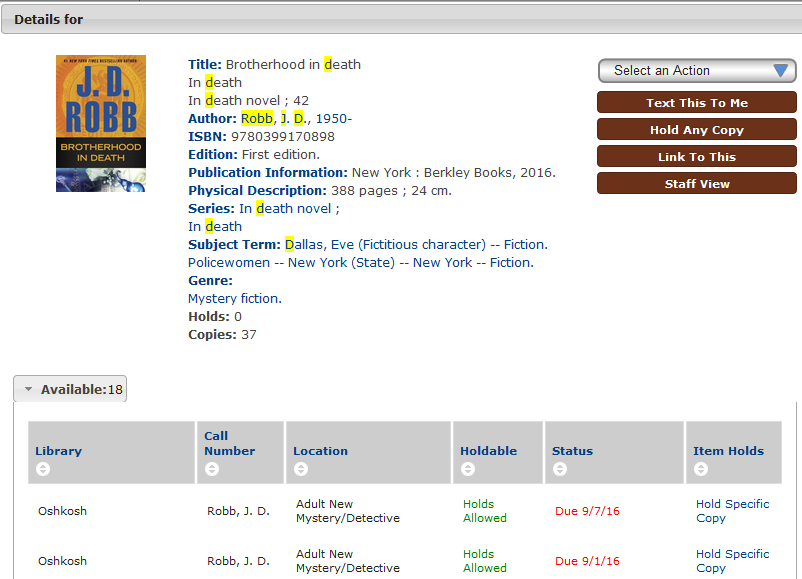 Details for
#1 NEW YORK TIMES BESTSELLING AUTHOR
J. D.
ROBB
BROTHERHOOD
IN DEATH
Title: Brotherhood in death
In death
In death novel ; 42
Author: Robb, J. D., 1950-
ISBN: 9780399170898
Edition: First edition.
Publication Information: New York : Berkley Books, 2016.
Physical Description: 388 pages ; 24 cm.
Series: In death novel ;
In death
Subject Term: Dallas, Eve (Fictitious character) -- Fiction.
Policewomen -- New York (State) -- New York -- Fiction.
Genre:
Mystery fiction.
Holds: 0
Copies: 37
Select an Action
Text This To Me
Hold Any Copy
Link To This
Staff View
Available:18
Library
Call
Number
Location
Holdable
Status
Item Holds
Oshkosh
Robb, J. D.
Adult New
Mystery/Detective
Holds
Allowed
Due 9/7/16
Hold Specific
Copy
Oshkosh
Robb, J. D.
Adult New
Mystery/Detective
Holds
Allowed
Due 9/1/16
Hold Specific
Copy